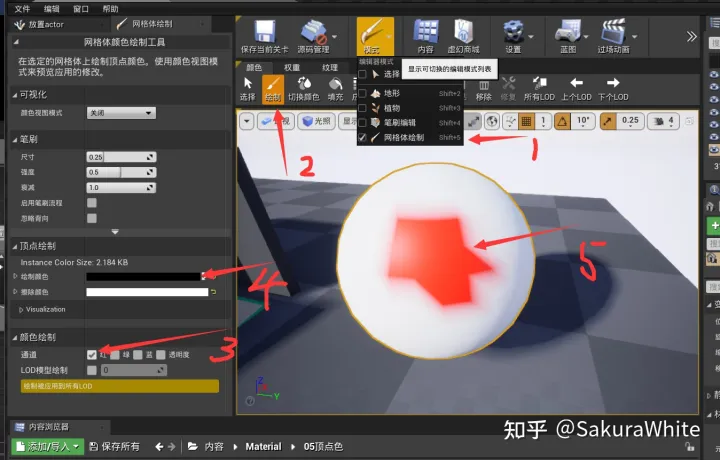 文件 编辑 窗口 帮助
放置actor 网格体绘制
网格体颜色绘制工具
在选定的网格体上绘制顶点颜色。使用颜色视图模
式来预览应用的修改。
可视化
颜色视图模式 关闭
笔刷
尺寸 0.25
强度 0.5
衰减 1.0
启用笔刷流程
忽略背向
顶点绘制
Instance Color Size: 2.184 KB
绘制颜色
擦除颜色
Visualization
颜色绘制
通道 红 绿 蓝 透明度
LOD模型绘制 0
绘制被应用到所有LOD
保存当前关卡 源码管理 模式 内容 虚幻商城 设置 蓝图 过场动画
颜色 权重 纹理
选择 绘制 切换颜色 填充 移除 修复 所有LOD 上个LOD 下个LOD
编辑器模式
选择
地形 Shift+2
植物 Shift+3
笔刷编辑 Shift+4
网格体绘制 Shift+5
显示可切换的编辑模式列表
光照 显示
1 10° 0.25 4
1
2
3
4
5
Z
Y
内容浏览器
添加/导入 保存所有 内容 Material 05顶点色
知乎 @SakuraWhite